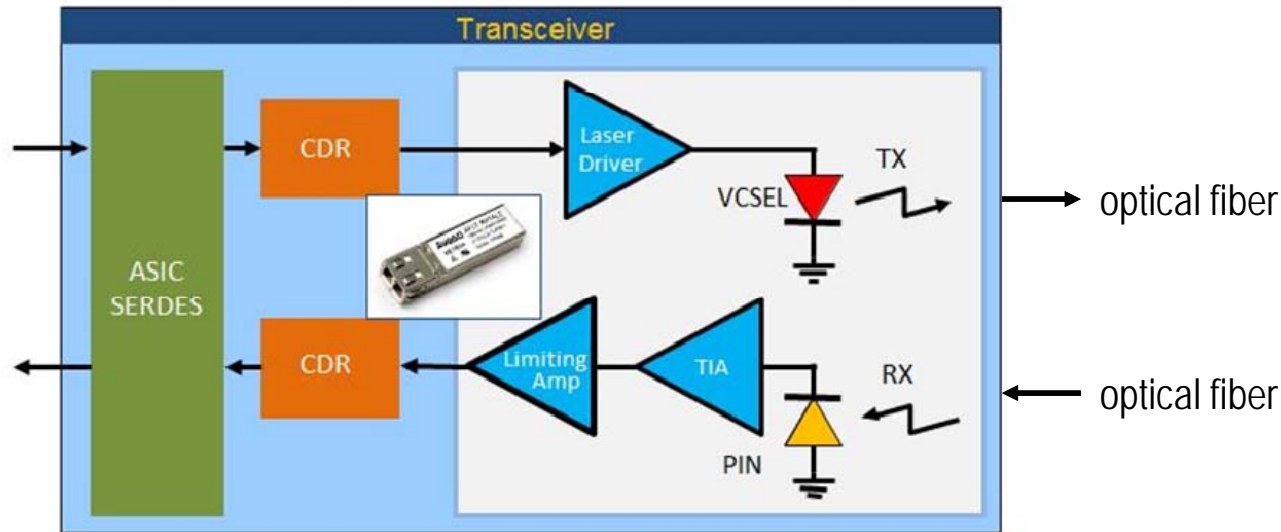 Transceiver
CDR
Laser
Driver
TX
VCSEL
optical fiber
ASIC
SERDES
CDR
Limiting
Amp
TIA
RX
optical fiber
PIN